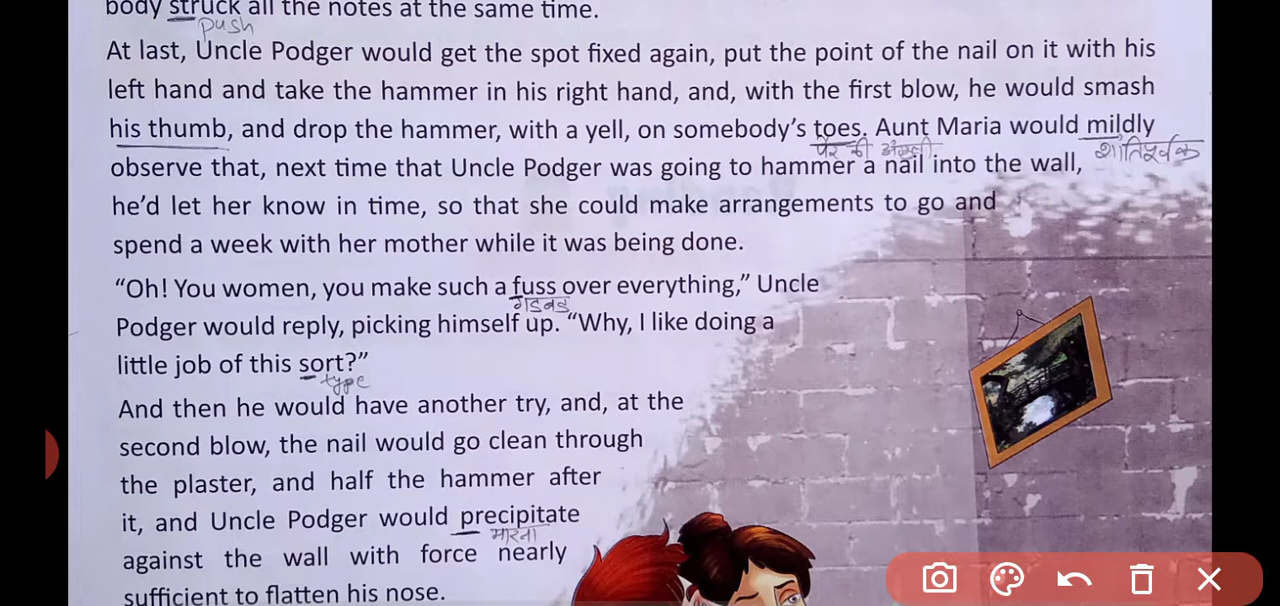 body struck all the notes at the same time.
push
At last, Uncle Podger would get the spot fixed again, put the point of the nail on it with his
left hand and take the hammer in his right hand, and, with the first blow, he would smash
his thumb, and drop the hammer, with a yell, on somebody's toes. Aunt Maria would mildly
पैर की अंगुली
शांतिपूर्वक
observe that, next time that Uncle Podger was going to hammer a nail into the wall,
he'd let her know in time, so that she could make arrangements to go and
spend a week with her mother while it was being done.
“Oh! You women, you make such a fuss over everything,” Uncle
गडबड
Podger would reply, picking himself up. “Why, I like doing a
little job of this sort?”
type
And then he would have another try, and, at the
second blow, the nail would go clean through
the plaster, and half the hammer after
it, and Uncle Podger would precipitate
मारना
against the wall with force nearly
sufficient to flatten his nose.